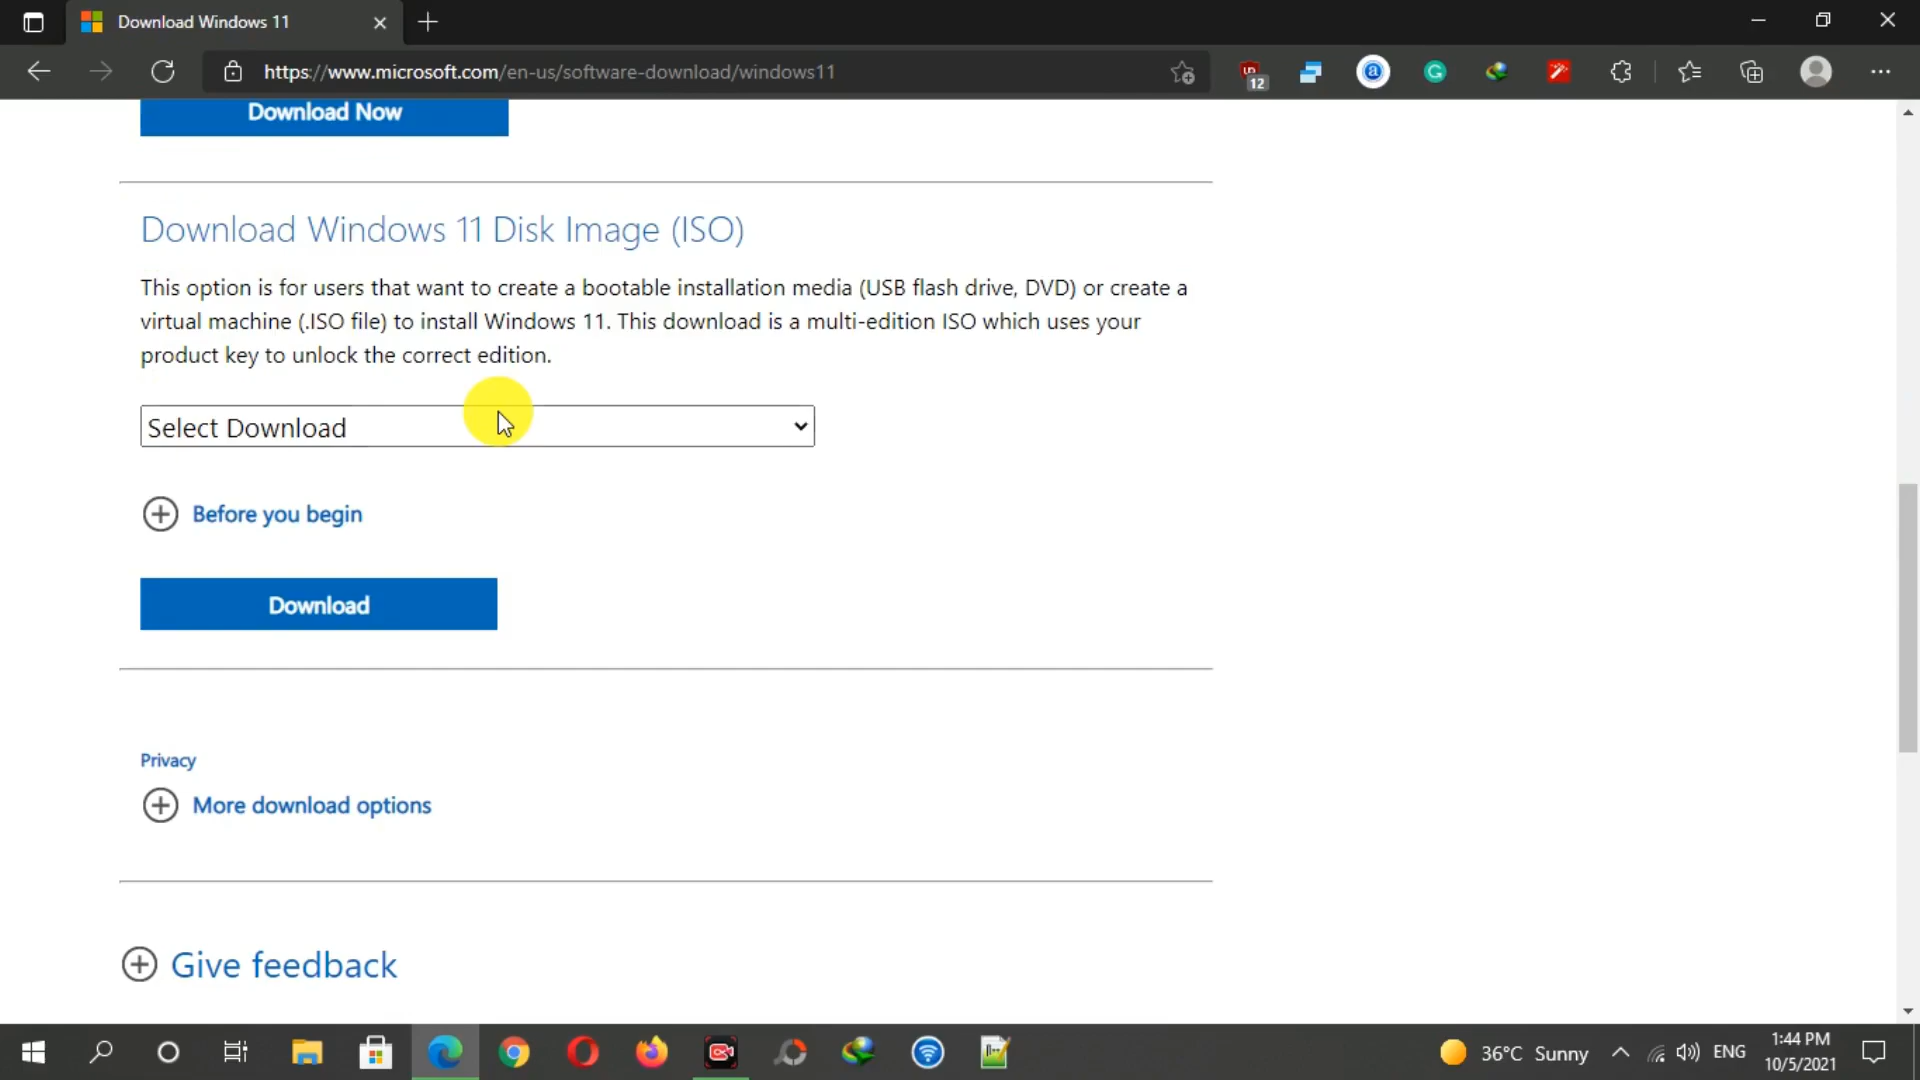 Download Windows 11
https://www.microsoft.com/en-us/software-download/windows11
12
Download Now
Download Windows 11 Disk Image (ISO)
This option is for users that want to create a bootable installation media (USB flash drive, DVD) or create a
virtual machine (.ISO file) to install Windows 11. This download is a multi-edition ISO which uses your
product key to unlock the correct edition.
Select Download
Before you begin
Download
Privacy
More download options
Give feedback
36°C Sunny
ENG
1:44 PM
10/5/2021